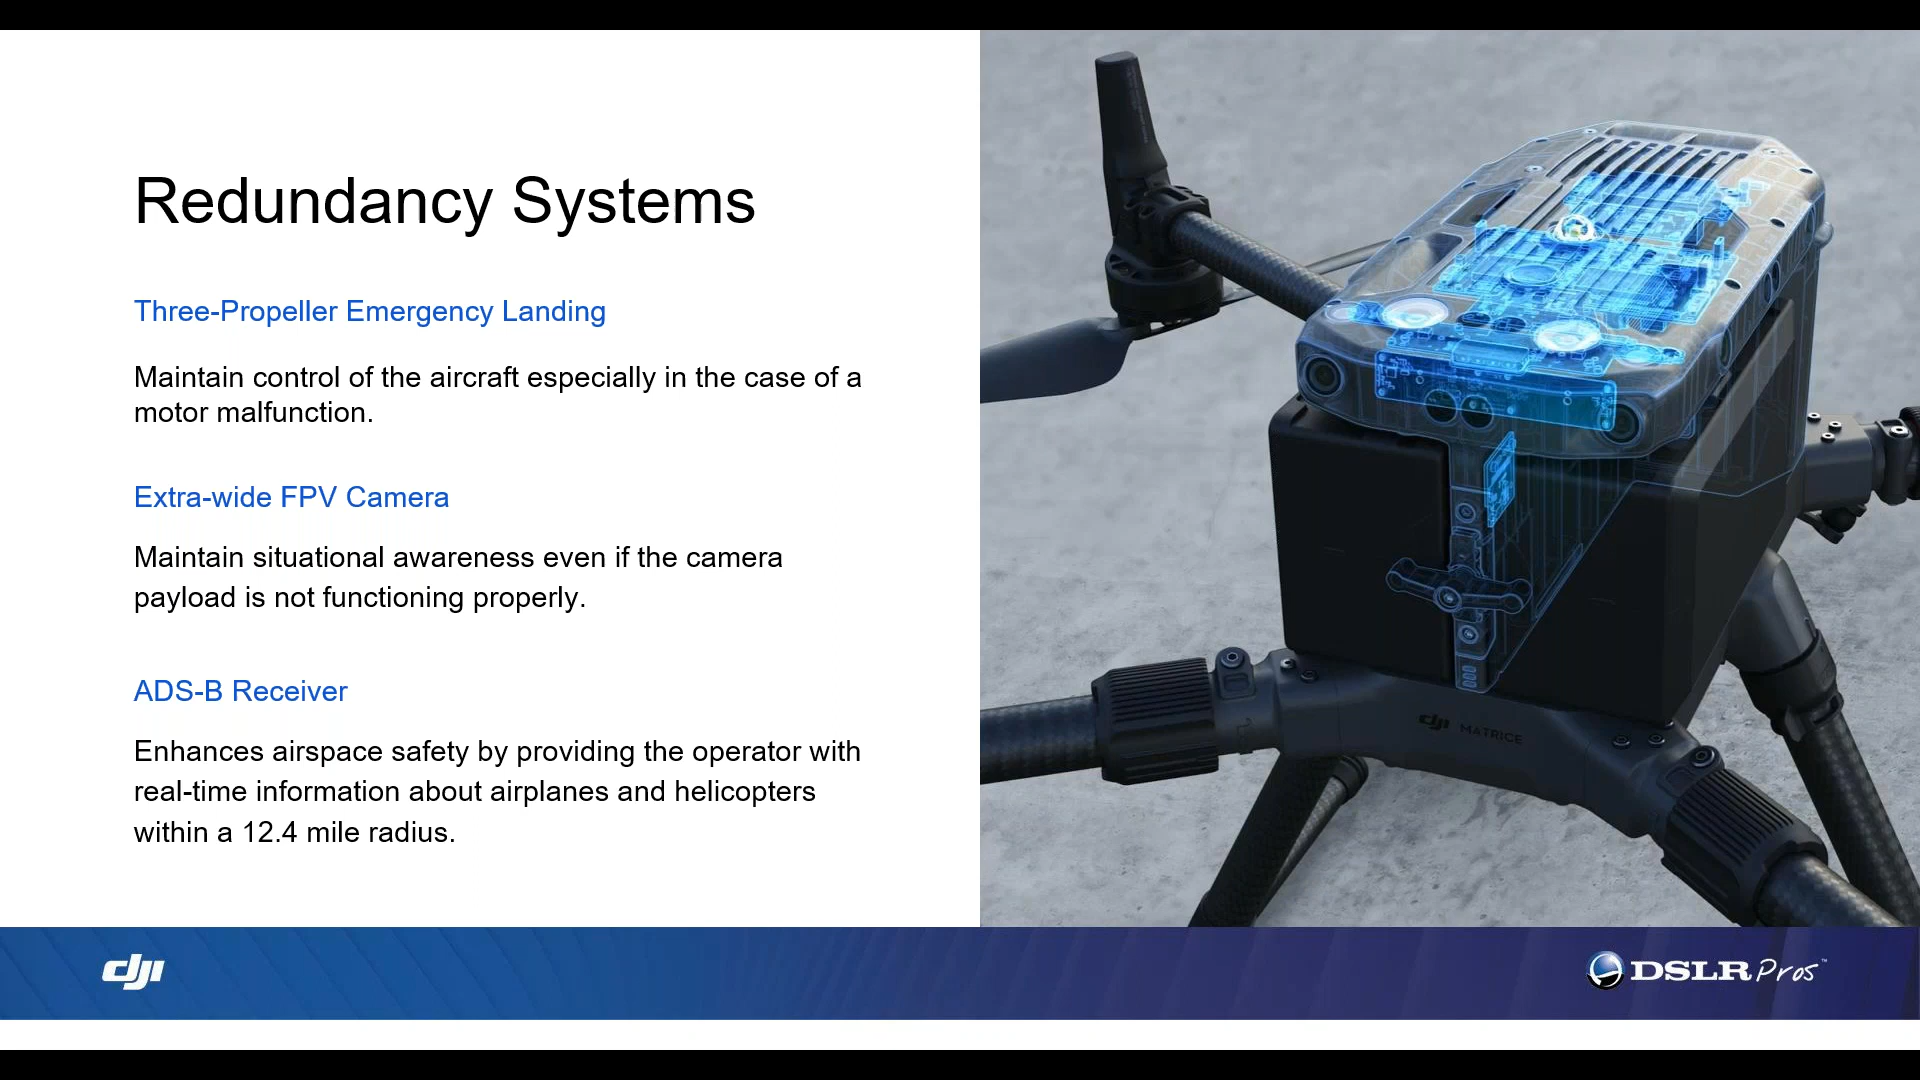 Redundancy Systems
Three-Propeller Emergency Landing
Maintain control of the aircraft especially in the case of a
motor malfunction.
Extra-wide FPV Camera
Maintain situational awareness even if the camera
payload is not functioning properly.
ADS-B Receiver
Enhances airspace safety by providing the operator with
real-time information about airplanes and helicopters
within a 12.4 mile radius.
dji MATRICE
dji
DSLR Pros™